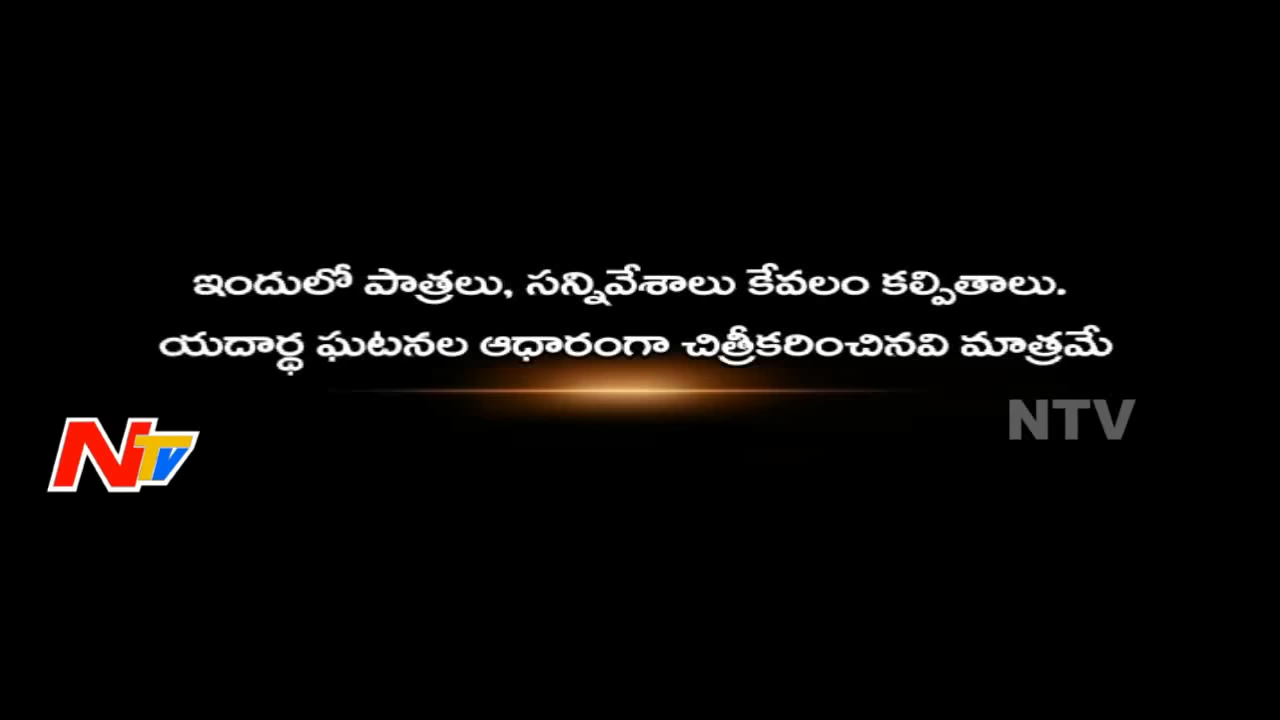 ఇందులో పాత్రలు, సన్నివేశాలు కేవలం కల్పితాలు.
యదార్ధ ఘటనల ఆధారంగా చిత్రీకరించినవి మాత్రమే
NTV
NTV